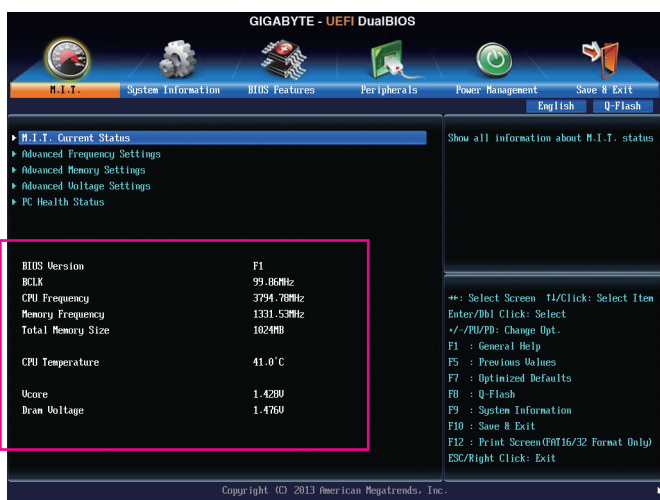 GIGABYTE - UEFI DualBIOS
M.I.T.
System Information
BIOS Features
Peripherals
Power Management
Save & Exit
English
Q-Flash
M.I.T. Current Status
Advanced Frequency Settings
Advanced Memory Settings
Advanced Voltage Settings
PC Health Status
Show all information about M.I.T. status
BIOS Version F1
BCLK 99.86MHz
CPU Frequency 3794.78MHz
Memory Frequency 1331.53MHz
Total Memory Size 1024MB
CPU Temperature 41.0°C
Vcore 1.428V
Dram Voltage 1.476V
→←: Select Screen ↑↓/Click: Select Item
Enter/Dbl Click: Select
+/-/PU/PD: Change Opt.
F1 : General Help
F5 : Previous Values
F7 : Optimized Defaults
F8 : Q-Flash
F9 : System Information
F10 : Save & Exit
F12 : Print Screen(FAT16/32 Format Only)
ESC/Right Click: Exit
Copyright (C) 2013 American Megatrends, Inc.